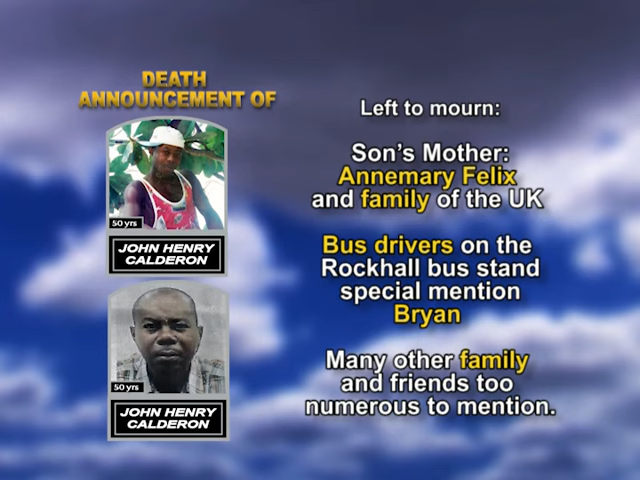 DEATH
ANNOUNCEMENT OF
50 yrs
JOHN HENRY
CALDERON
50 yrs
JOHN HENRY
CALDERON
Left to mourn:
Son's Mother:
Annemary Felix
and family of the UK
Bus drivers on the
Rockhall bus stand
special mention
Bryan
Many other family
and friends too
numerous to mention.